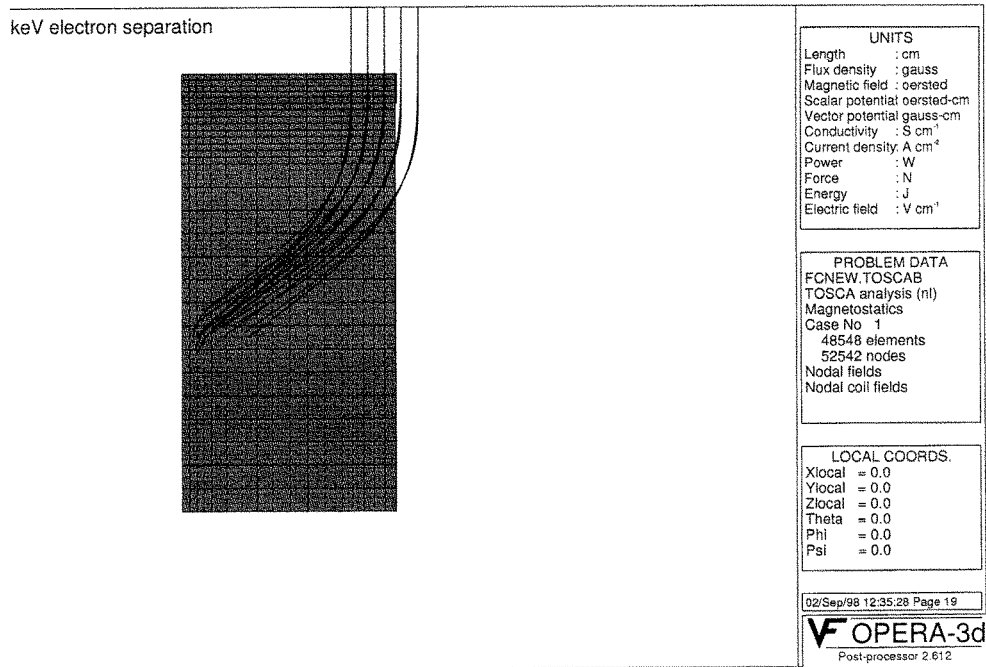 keV electron separation
UNITS
Length : cm
Flux density : gauss
Magnetic field : oersted
Scalar potential oersted-cm
Vector potential gauss-cm
Conductivity : S cm⁻¹
Current density: A cm⁻²
Power : W
Force : N
Energy : J
Electric field : V cm⁻¹
PROBLEM DATA
FCNEW.TOSCAB
TOSCA analysis (nl)
Magnetostatics
Case No 1
48548 elements
52542 nodes
Nodal fields
Nodal coil fields
LOCAL COORDS.
Xlocal = 0.0
Ylocal = 0.0
Zlocal = 0.0
Theta = 0.0
Phi = 0.0
Psi = 0.0
02/Sep/98 12:35:28 Page 19
VF OPERA-3d
Post-processor 2.612